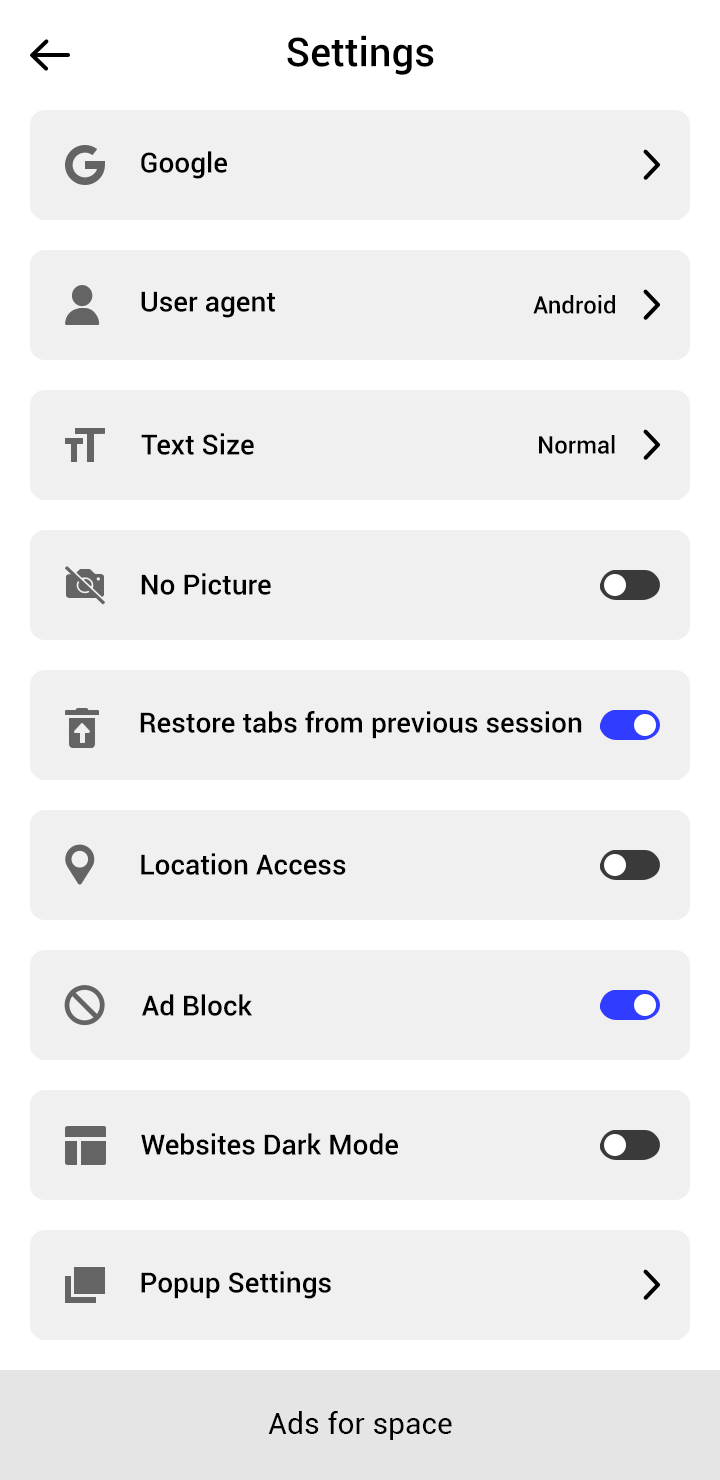 Settings
Google
User agent
Android
Text Size
Normal
No Picture
Restore tabs from previous session
Location Access
Ad Block
Websites Dark Mode
Popup Settings
Ads for space